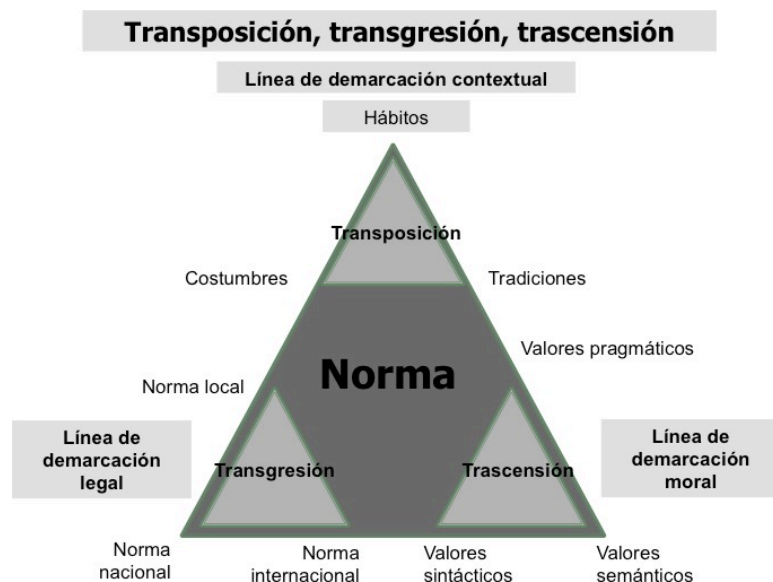 Transposición, transgresión, trascensión
Línea de demarcación contextual
Hábitos
Transposición
Costumbres
Tradiciones
Valores pragmáticos
Norma
Norma local
Línea de
demarcación
legal
Transgresión
Trascensión
Línea de
demarcación
moral
Norma
nacional
Norma
internacional
Valores
sintácticos
Valores
semánticos